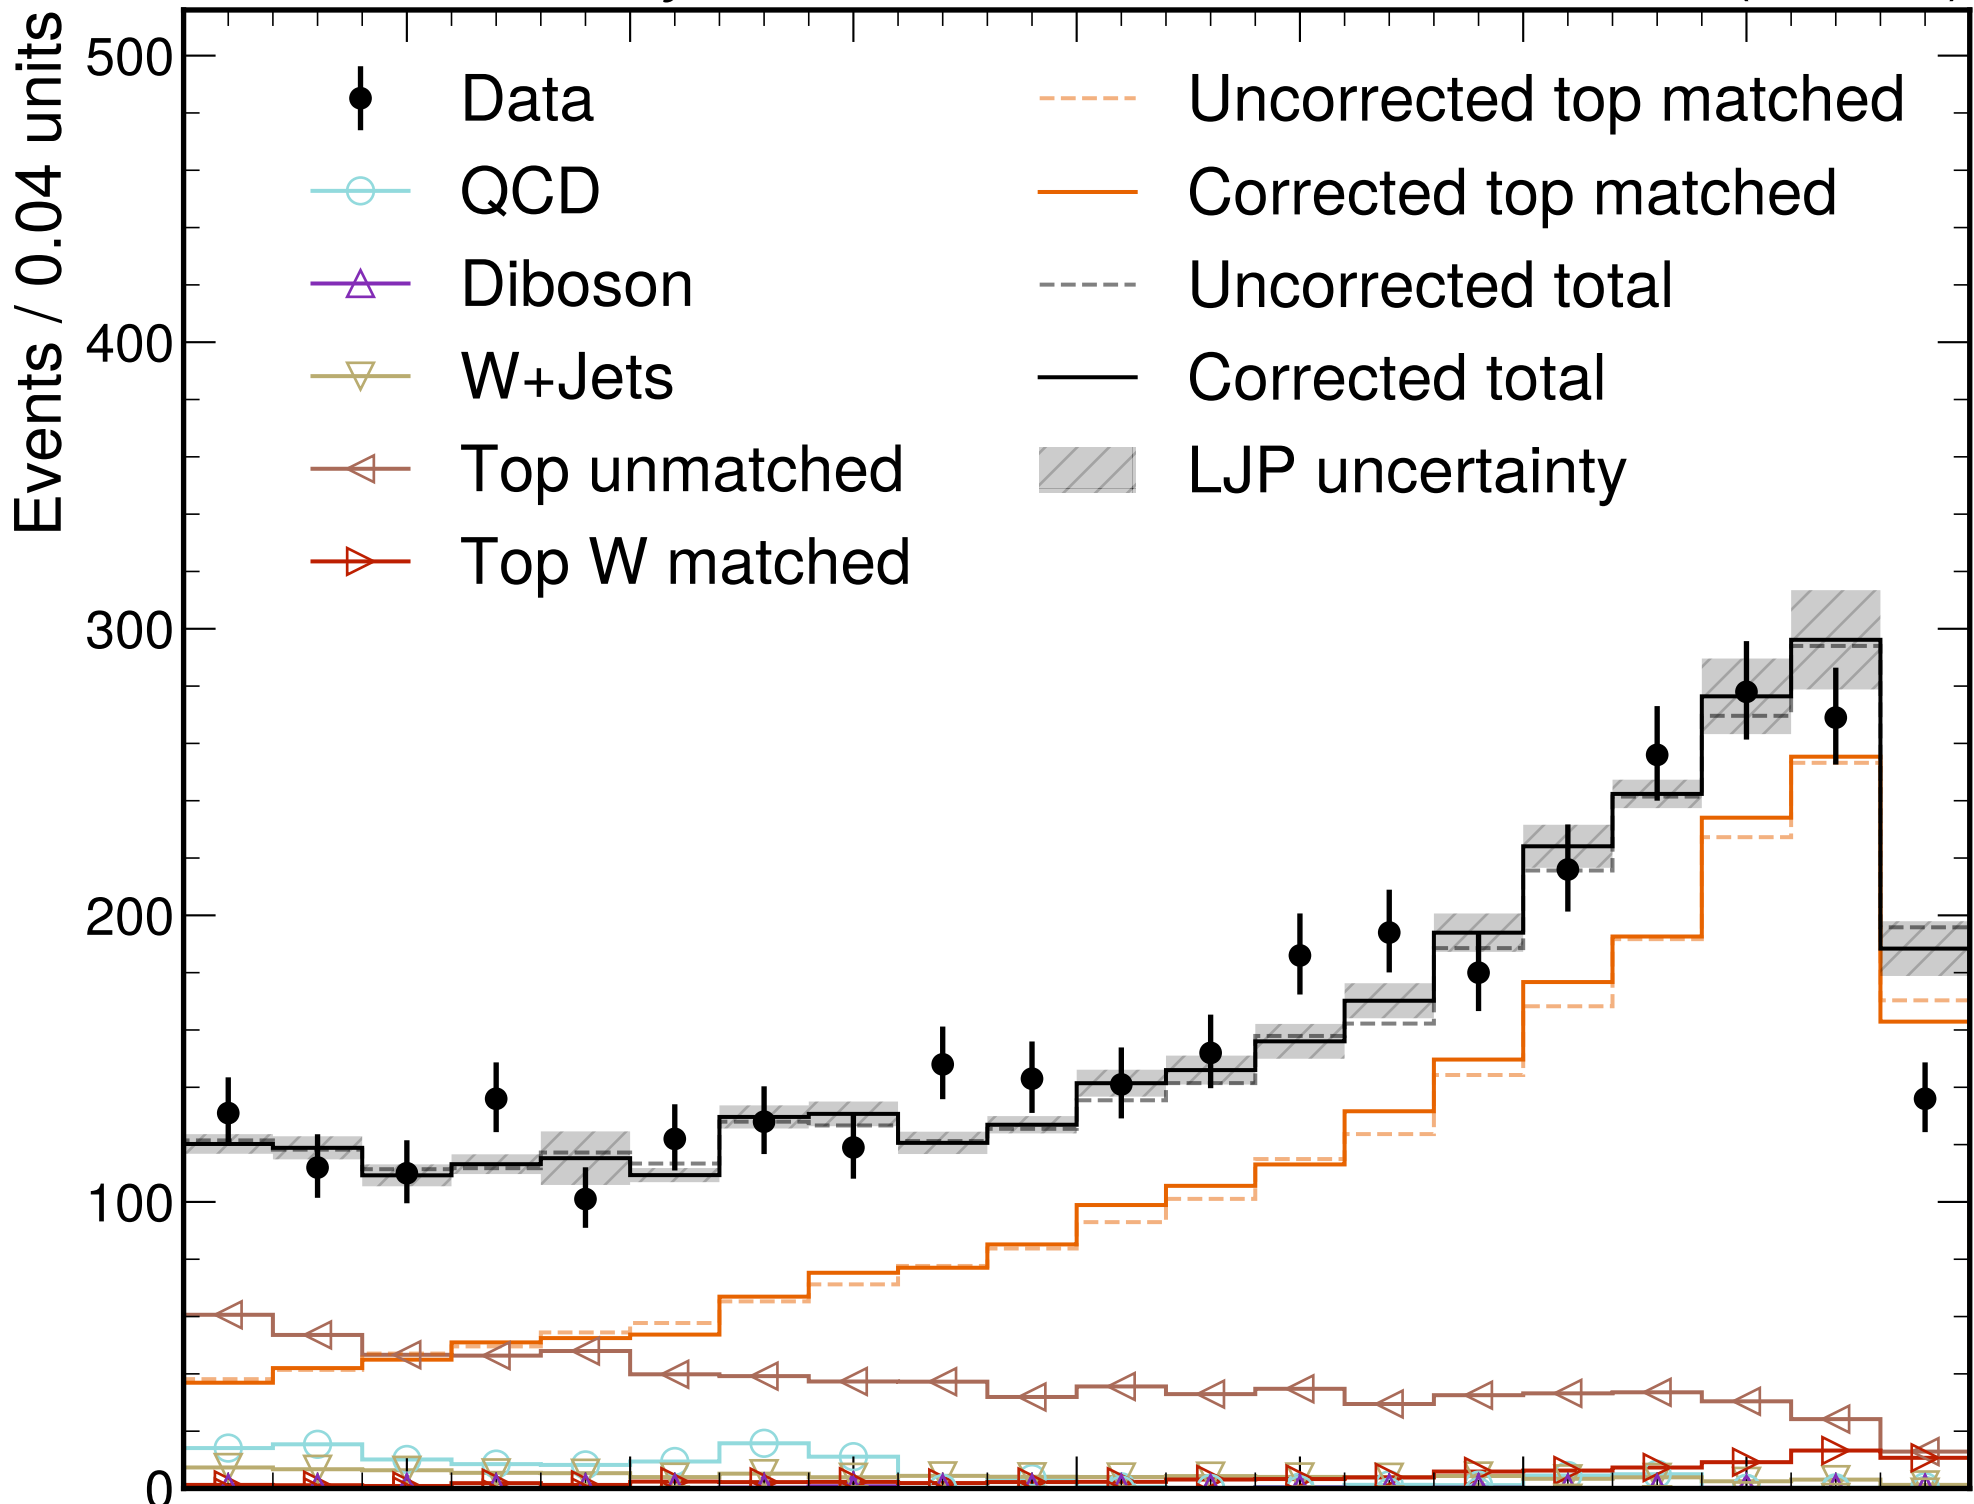 Events / 0.04 units
500
400
300
200
100
0
Data
QCD
Diboson
W+Jets
Top unmatched
Top W matched
Uncorrected top matched
Corrected top matched
Uncorrected total
Corrected total
LJP uncertainty